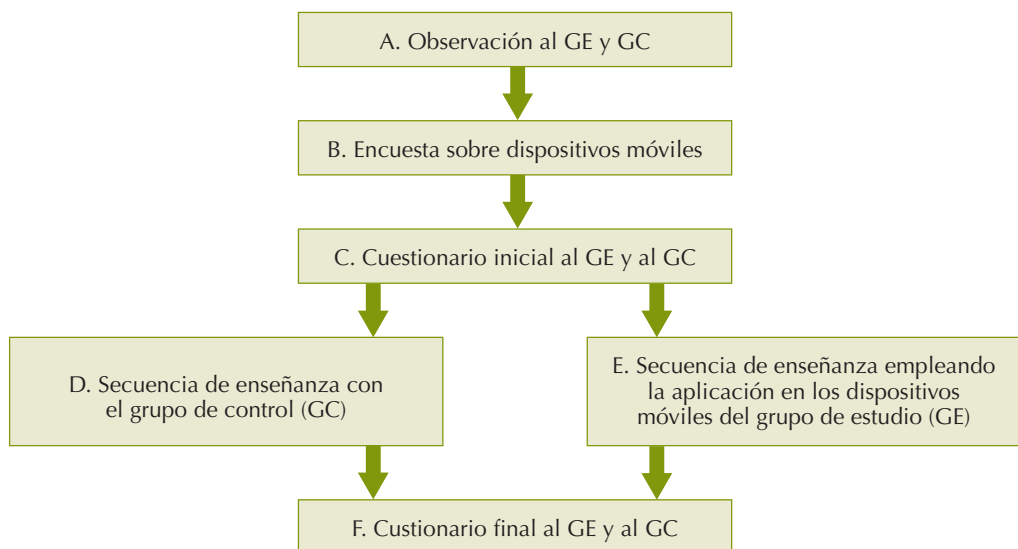 A. Observación al GE y GC
B. Encuesta sobre dispositivos móviles
C. Cuestionario inicial al GE y al GC
D. Secuencia de enseñanza con
el grupo de control (GC)
E. Secuencia de enseñanza empleando
la aplicación en los dispositivos
móviles del grupo de estudio (GE)
F. Custionario final al GE y al GC